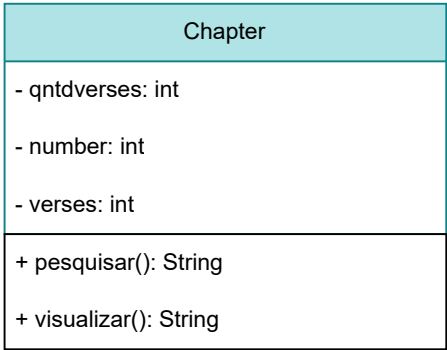 Chapter
- qntdverses: int
- number: int
- verses: int
+ pesquisar(): String
+ visualizar(): String